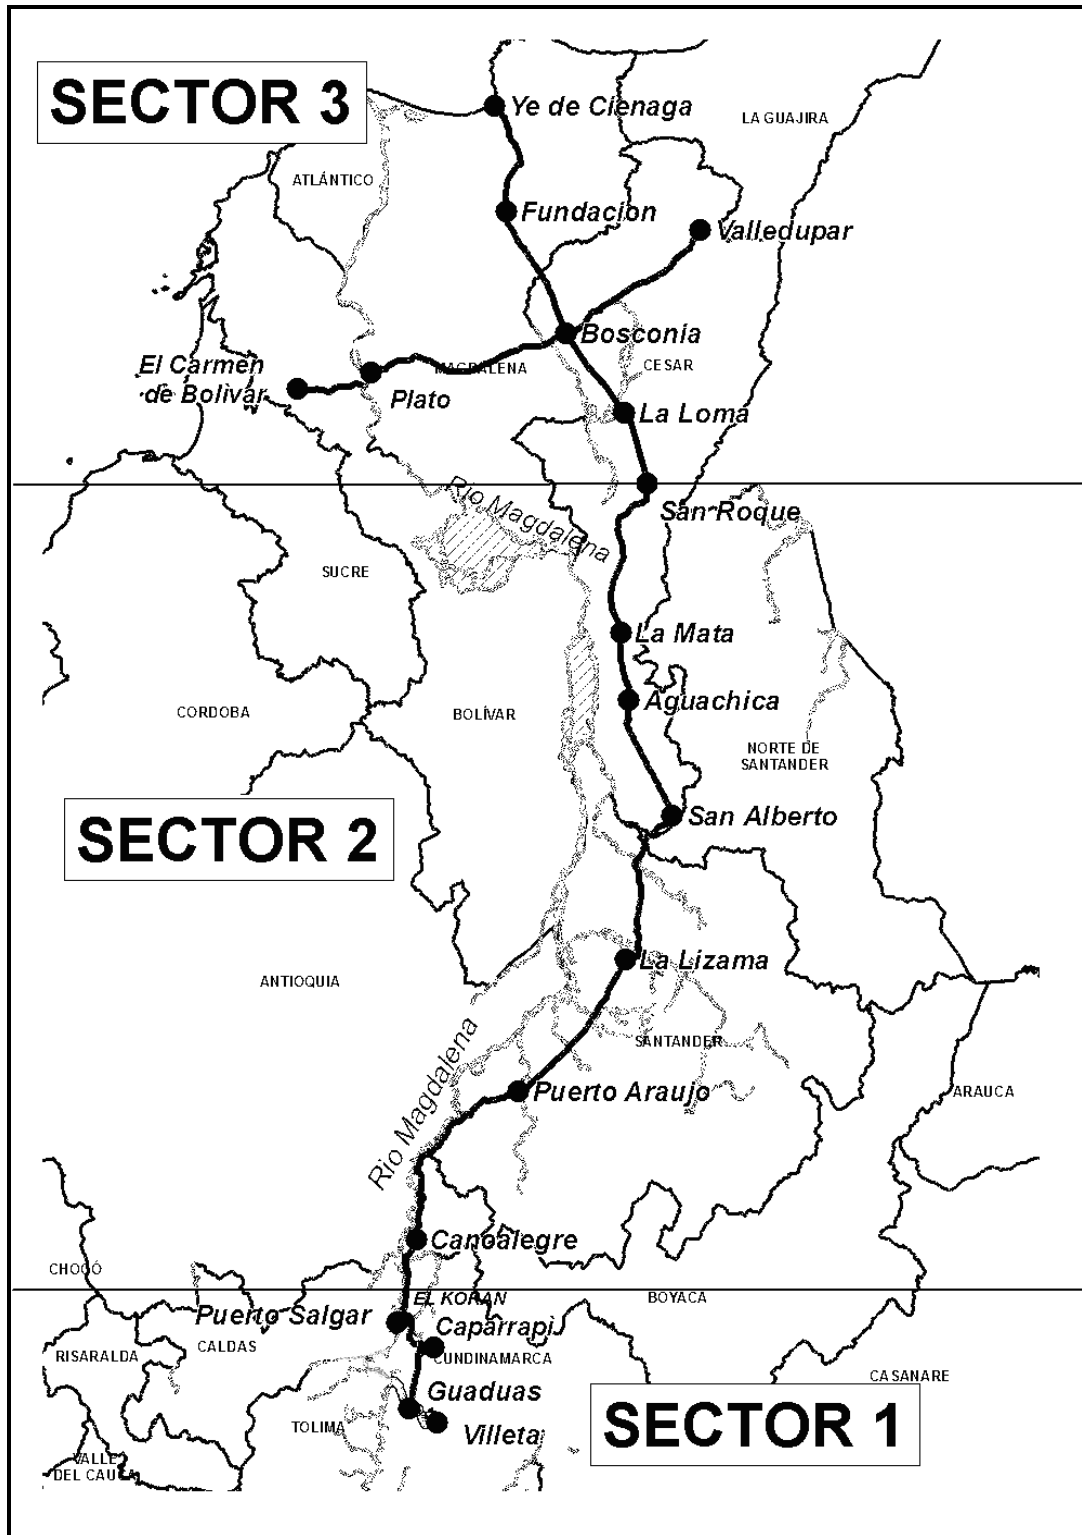 SECTOR 3
Ye de Cienaga
LA GUAJIRA
ATLÁNTICO
Fundacion
Valledupar
Bosconia
El Carmen
de Bolivar
MAGDALENA
CESAR
Plato
La Loma
Rio Magdalena
San Roque
SUCRE
La Mata
Aguachica
CORDOBA
BOLÍVAR
NORTE DE
SANTANDER
San Alberto
SECTOR 2
La Lizama
ANTIOQUIA
SANTANDER
Rio Magdalena
Puerto Araujo
ARAUCA
Canoalegre
CHOCÓ
EL KORAN
BOYACA
Puerto Salgar
Caparrapi
CALDAS
RISARALDA
CUNDINAMARCA
CASANARE
Guaduas
TOLIMA
Villeta
SECTOR 1
VALLE
DEL CAUCA